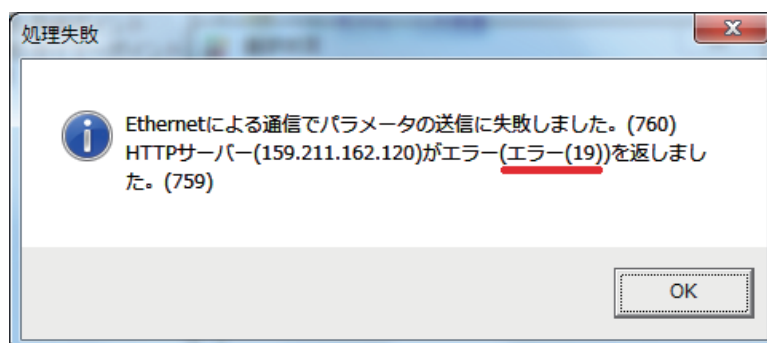 処理失敗
Ethernetによる通信でパラメータの送信に失敗しました。(760)
HTTPサーバー(159.211.162.120)がエラー(エラー(19))を返しまし
た。(759)
OK